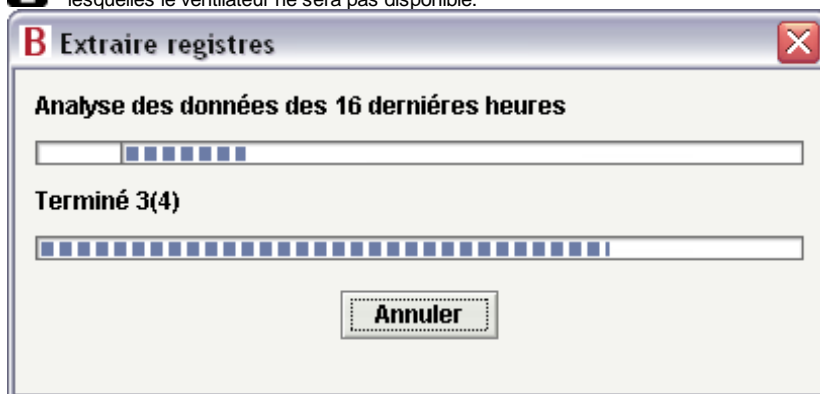 lesquelles le ventilateur ne sera pas disponible.
B Extraire registres
Analyse des données des 16 derniéres heures
Terminé 3(4)
Annuler